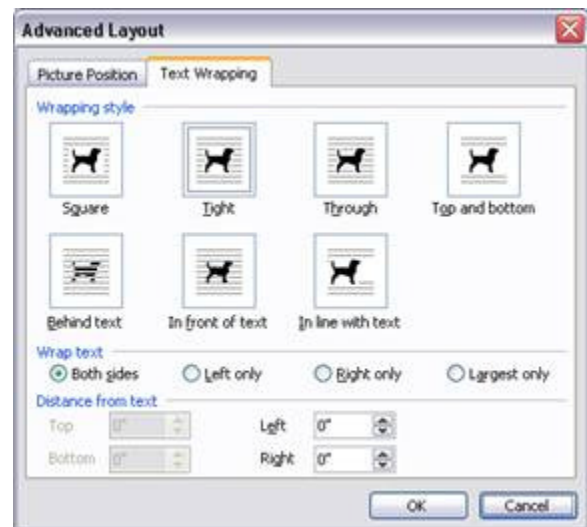 Advanced Layout
Picture Position Text Wrapping
Wrapping style
Square Tight Through Top and bottom
Behind text In front of text In line with text
Wrap text
Both sides Left only Right only Largest only
Distance from text
Top 0" Left 0"
Bottom 0" Right 0"
OK Cancel